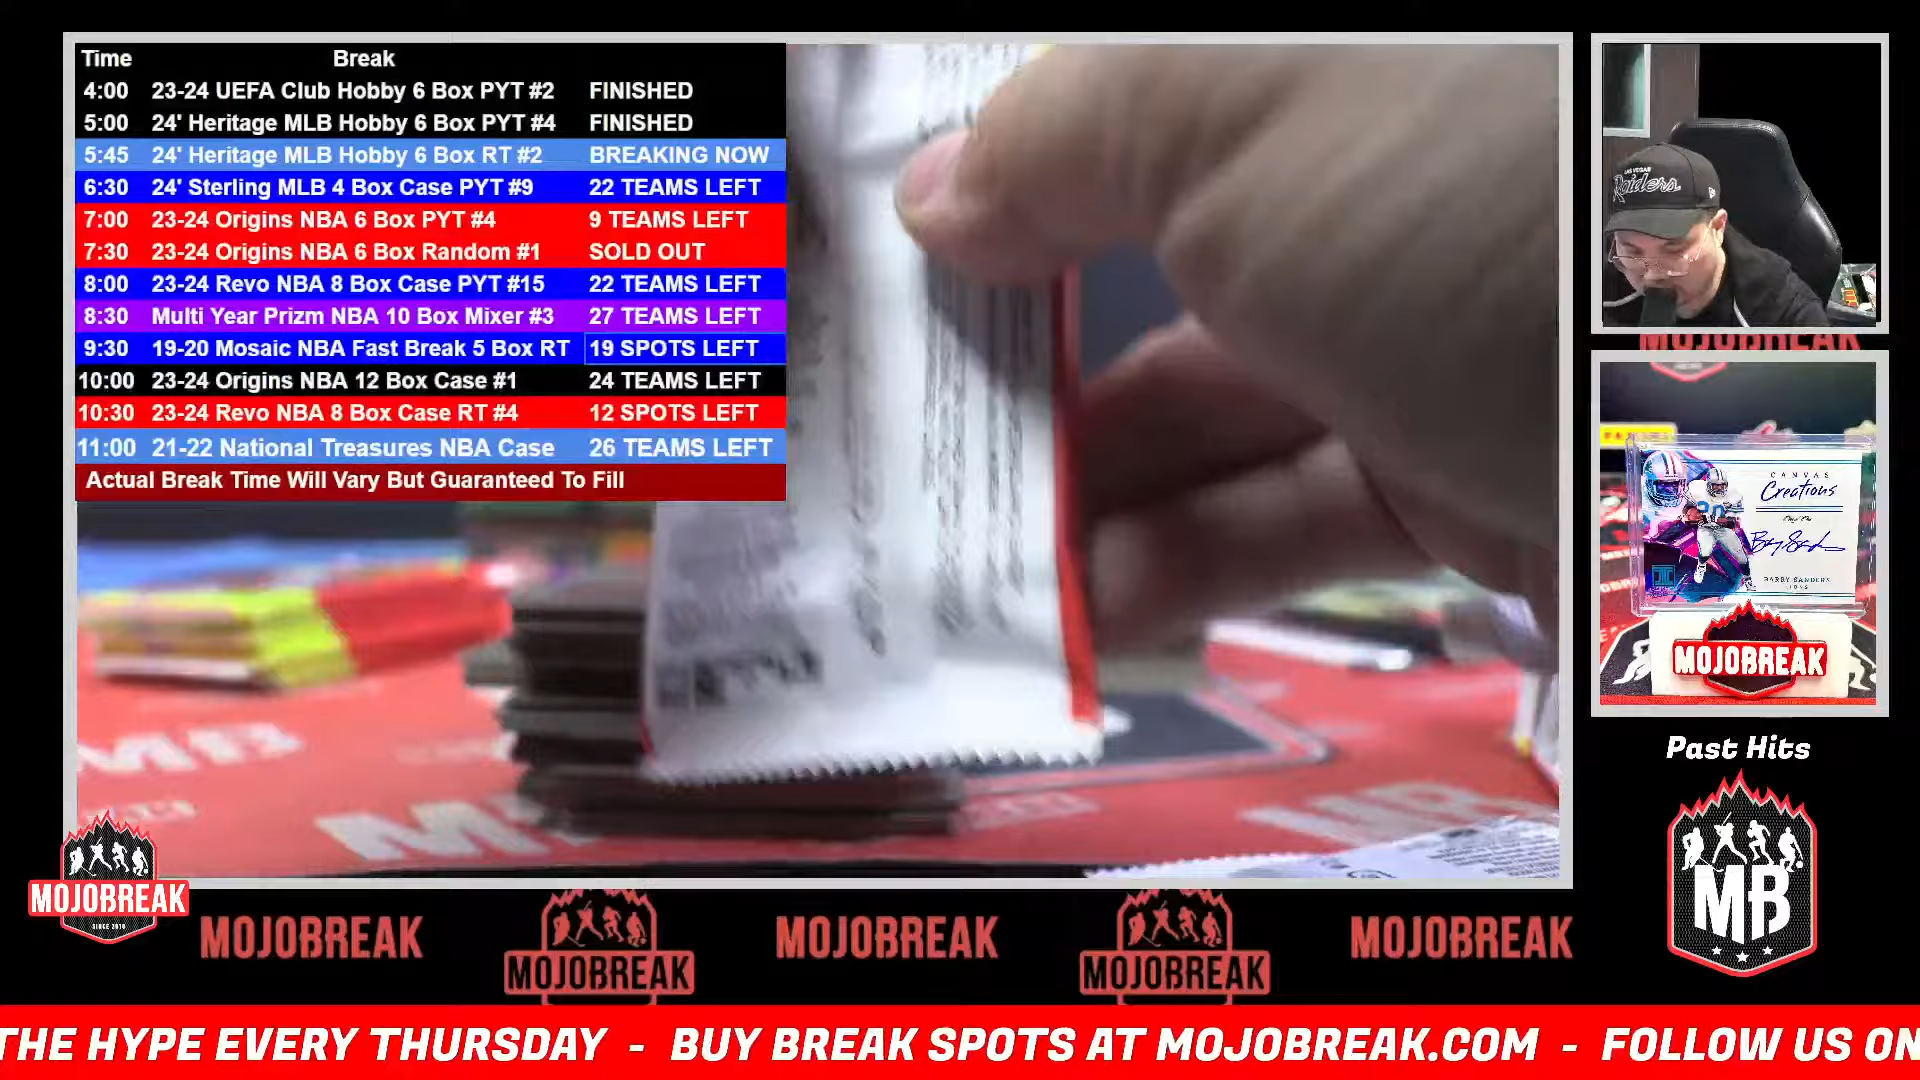 Time Break
4:00 23-24 UEFA Club Hobby 6 Box PYT #2 FINISHED
5:00 24' Heritage MLB Hobby 6 Box PYT #4 FINISHED
5:45 24' Heritage MLB Hobby 6 Box RT #2 BREAKING NOW
6:30 24' Sterling MLB 4 Box Case PYT #9 22 TEAMS LEFT
7:00 23-24 Origins NBA 6 Box PYT #4 9 TEAMS LEFT
7:30 23-24 Origins NBA 6 Box Random #1 SOLD OUT
8:00 23-24 Revo NBA 8 Box Case PYT #15 22 TEAMS LEFT
8:30 Multi Year Prizm NBA 10 Box Mixer #3 27 TEAMS LEFT
9:30 19-20 Mosaic NBA Fast Break 5 Box RT 19 SPOTS LEFT
10:00 23-24 Origins NBA 12 Box Case #1 24 TEAMS LEFT
10:30 23-24 Revo NBA 8 Box Case RT #4 12 SPOTS LEFT
11:00 21-22 National Treasures NBA Case 26 TEAMS LEFT
Actual Break Time Will Vary But Guaranteed To Fill
Raiders
MOJOBREAK
CANVAS
Creations
BARRY SANDERS
LIONS
MOJOBREAK
Past Hits
MB
MOJOBREAK
SINCE 2010
MOJOBREAK MOJOBREAK MOJOBREAK MOJOBREAK MOJOBREAK
THE HYPE EVERY THURSDAY - BUY BREAK SPOTS AT MOJOBREAK.COM - FOLLOW US ON